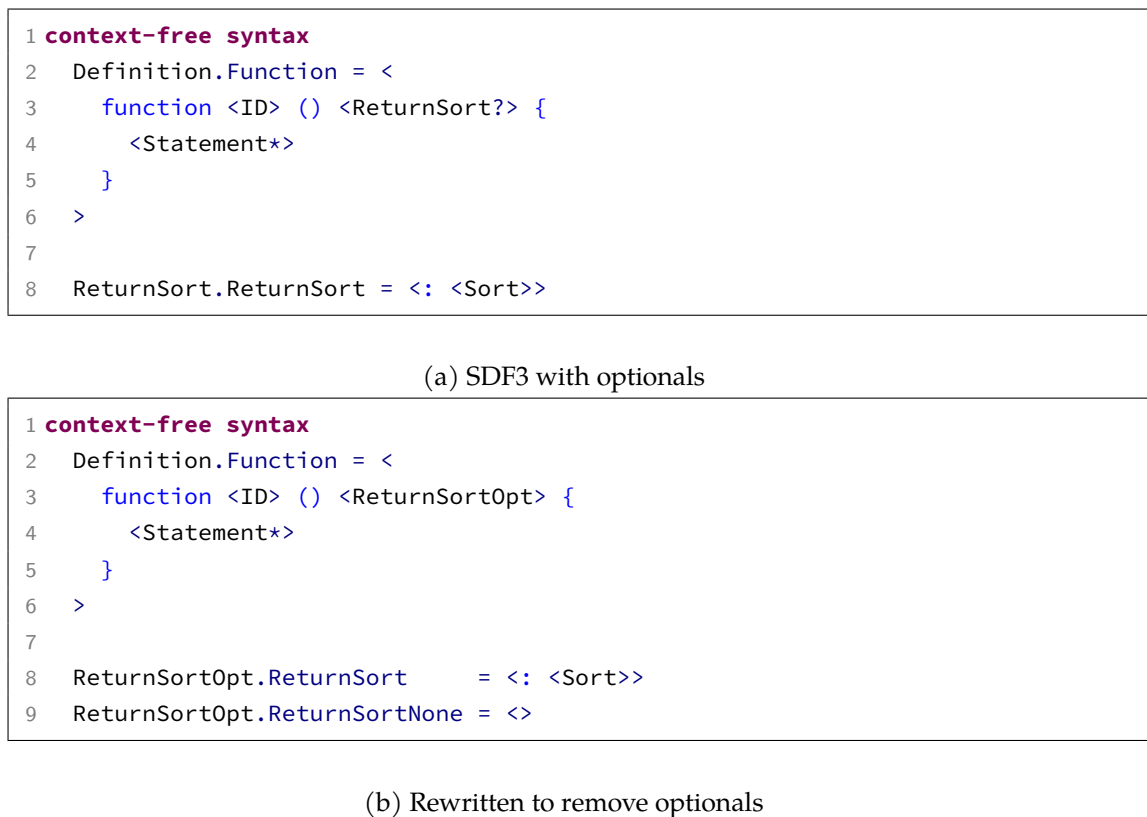 1 context-free syntax
2   Definition.Function = <
3     function <ID> () <ReturnSort?> {
4       <Statement*>
5     }
6   >
7
8   ReturnSort.ReturnSort = <: <Sort>>
(a) SDF3 with optionals
1 context-free syntax
2   Definition.Function = <
3     function <ID> () <ReturnSortOpt> {
4       <Statement*>
5     }
6   >
7
8   ReturnSortOpt.ReturnSort     = <: <Sort>>
9   ReturnSortOpt.ReturnSortNone = <>
(b) Rewritten to remove optionals